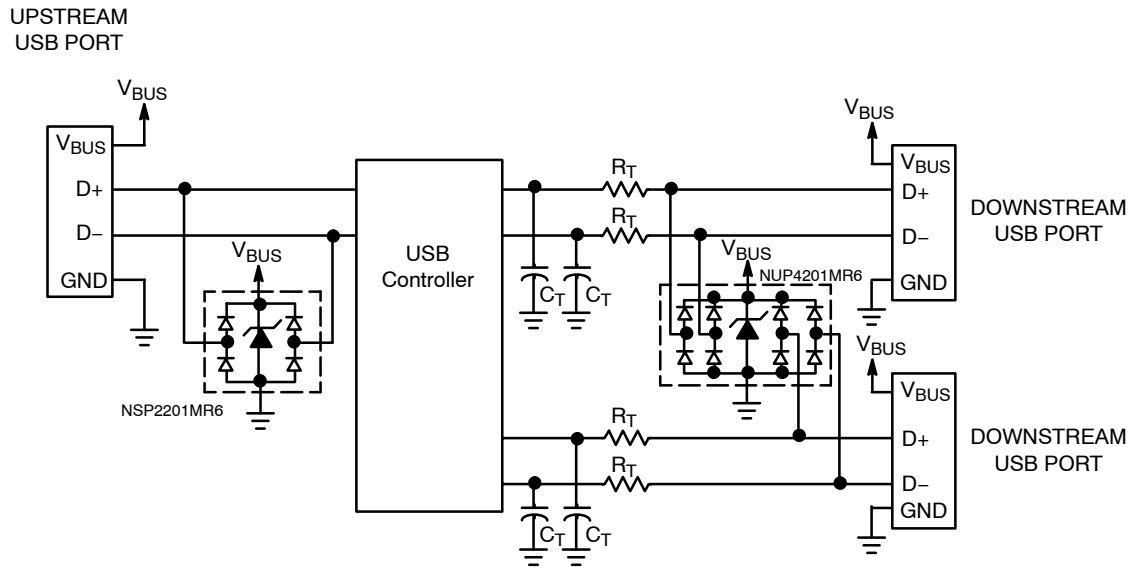 UPSTREAM
USB PORT
VBUS
VBUS
D+
D−
GND
VBUS
NSP2201MR6
USB
Controller
RT
RT
CT
CT
VBUS
NUP4201MR6
VBUS
VBUS
D+
D−
GND
DOWNSTREAM
USB PORT
RT
RT
CT
CT
VBUS
VBUS
D+
D−
GND
DOWNSTREAM
USB PORT